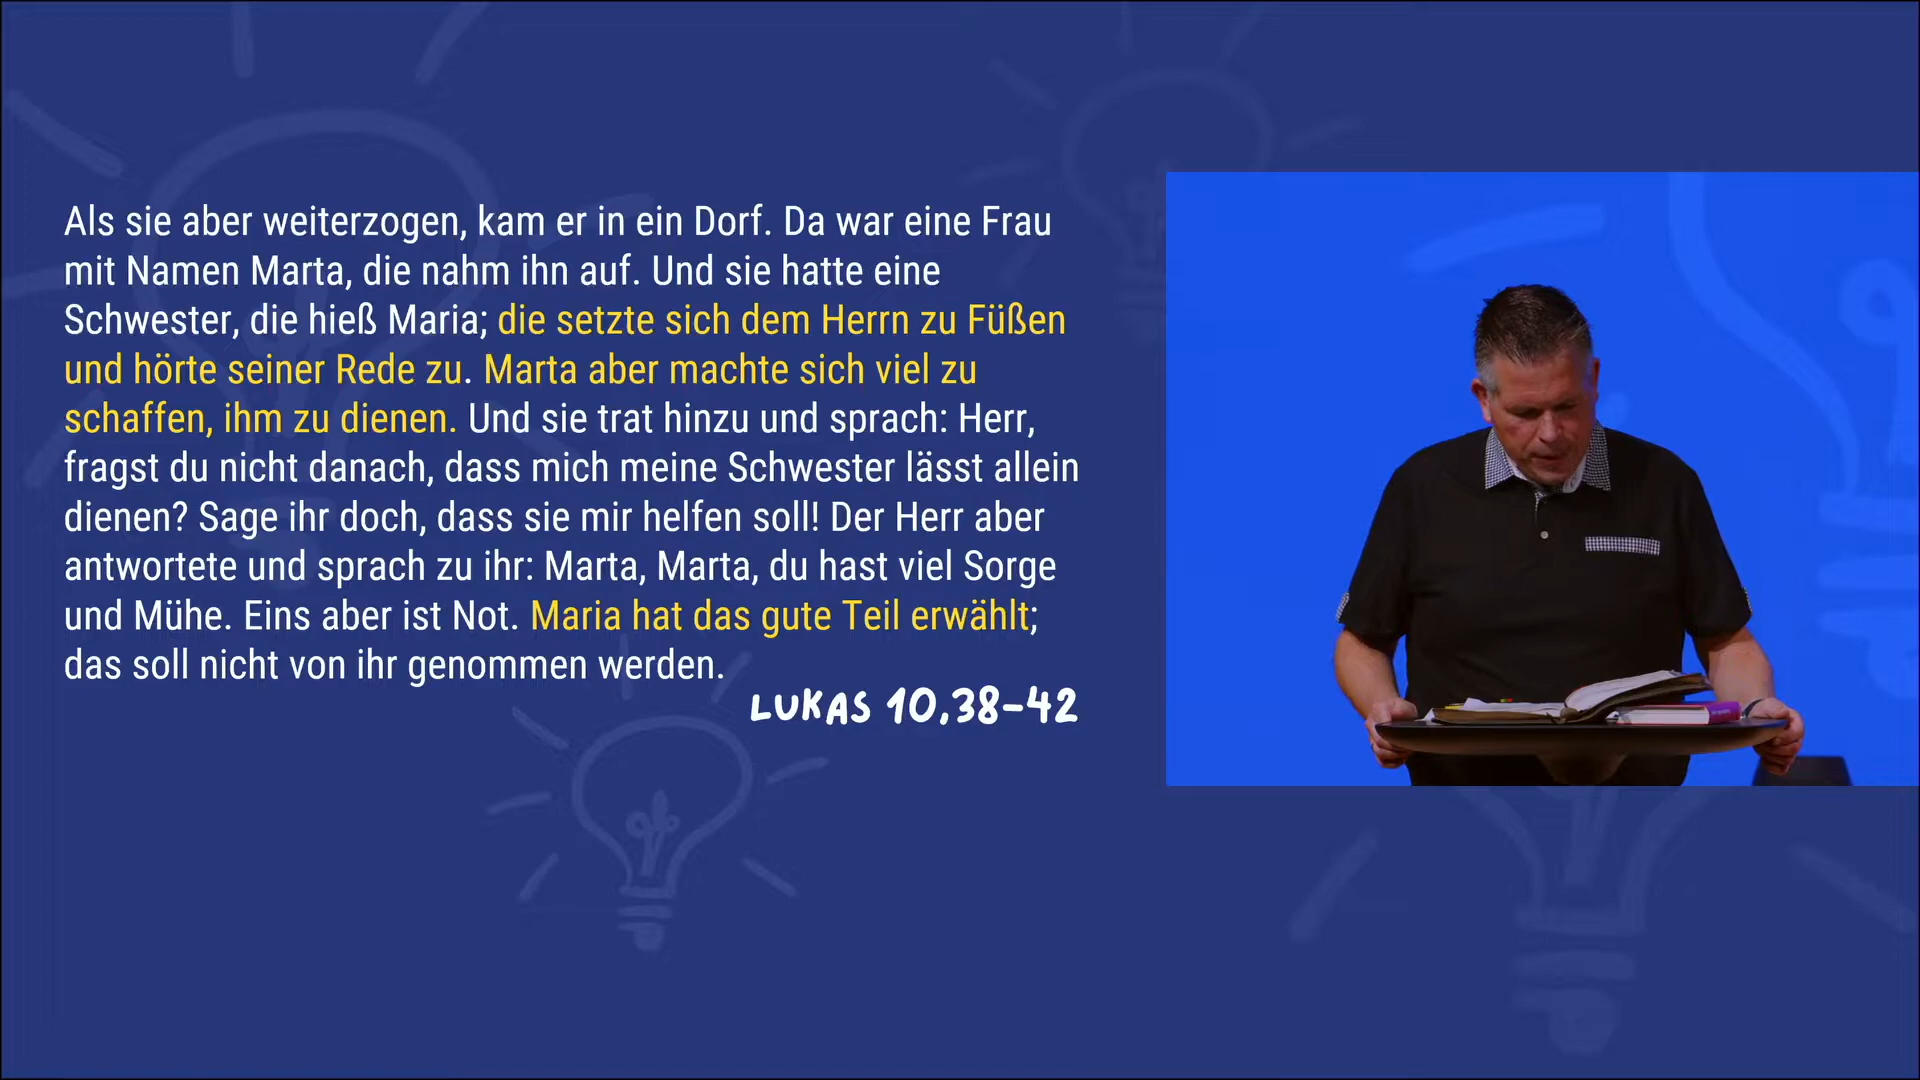 Als sie aber weiterzogen, kam er in ein Dorf. Da war eine Frau
mit Namen Marta, die nahm ihn auf. Und sie hatte eine
Schwester, die hieß Maria; die setzte sich dem Herrn zu Füßen
und hörte seiner Rede zu. Marta aber machte sich viel zu
schaffen, ihm zu dienen. Und sie trat hinzu und sprach: Herr,
fragst du nicht danach, dass mich meine Schwester lässt allein
dienen? Sage ihr doch, dass sie mir helfen soll! Der Herr aber
antwortete und sprach zu ihr: Marta, Marta, du hast viel Sorge
und Mühe. Eins aber ist Not. Maria hat das gute Teil erwählt;
das soll nicht von ihr genommen werden.
LUKAS 10,38-42